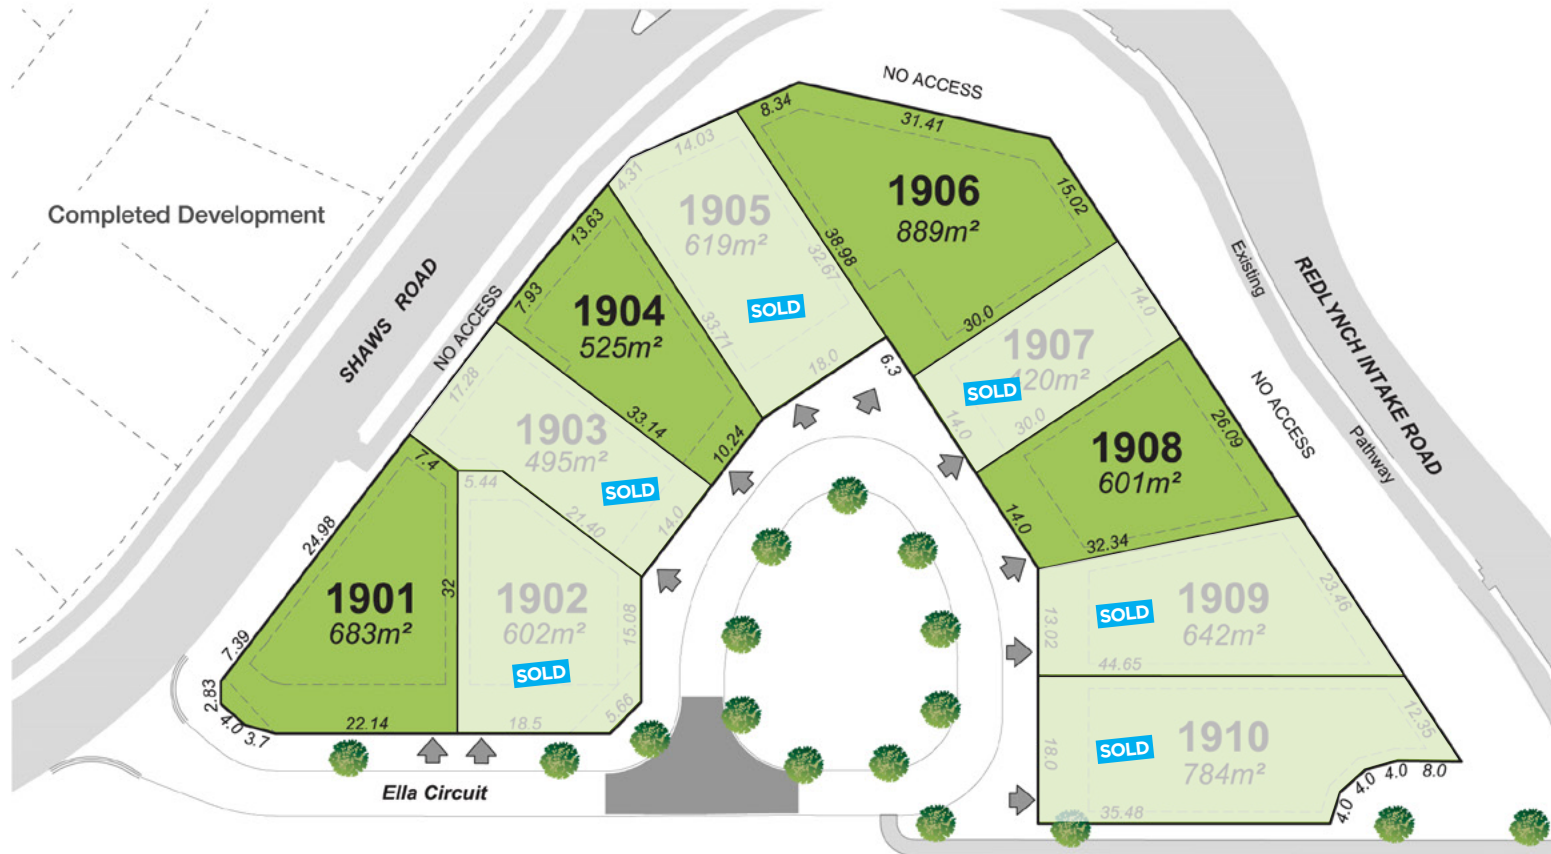 NO ACCESS
8.34
31.41
14.03
4.31
1906
889m²
15.02
1905
619m²
Completed Development
13.63
38.98
32.67
SHAWS ROAD
NO ACCESS
7.93
1904
525m²
SOLD
33.71
18.0
6.3
30.0
1907
420m²
SOLD
14.0
14.0
30.0
Existing
Pathway
REDLYNCH INTAKE ROAD
NO ACCESS
17.28
33.14
10.24
1903
495m²
SOLD
14.0
1908
601m²
26.09
14.0
32.34
7.4
5.44
21.40
24.98
32
1901
683m²
1902
602m²
SOLD
15.08
7.39
2.83
4.0
3.7
22.14
18.5
5.66
SOLD
1909
642m²
13.02
23.46
44.65
SOLD
1910
784m²
18.0
12.35
35.48
4.0
4.0
4.0
8.0
Ella Circuit